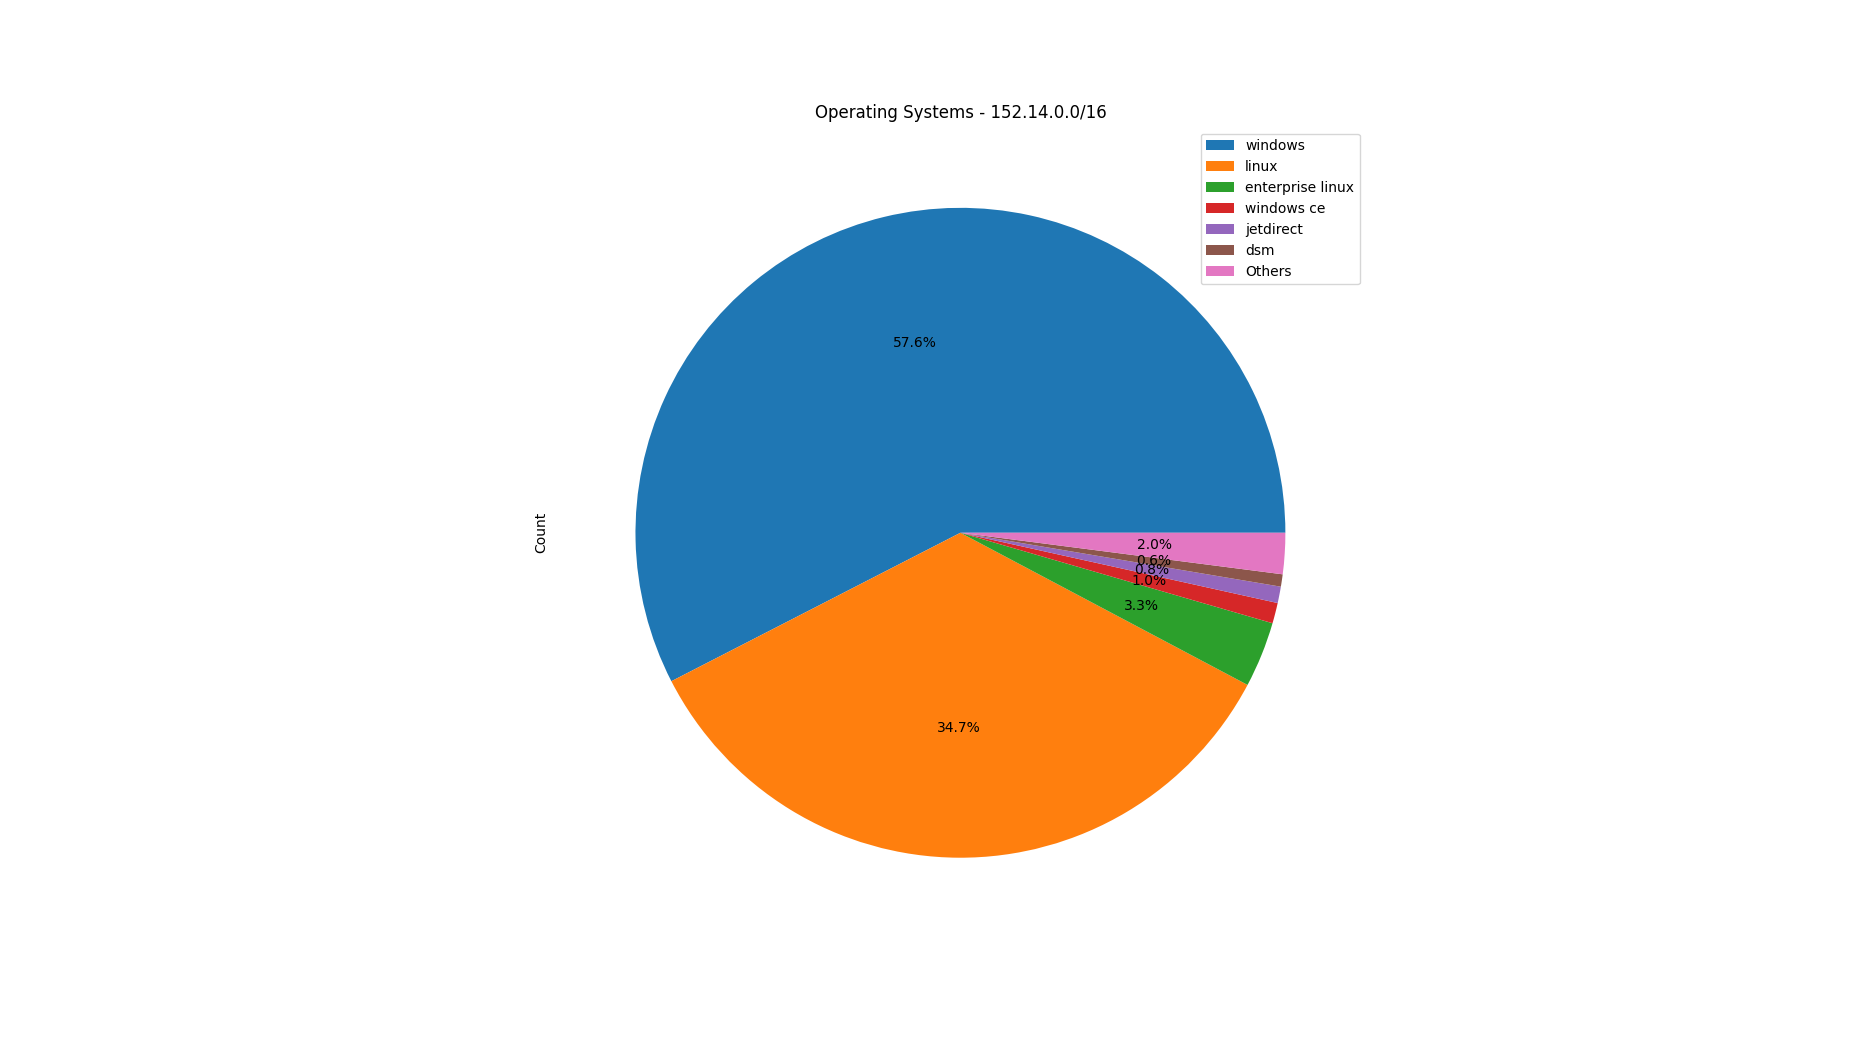 Operating Systems - 152.14.0.0/16
windows
linux
enterprise linux
windows ce
jetdirect
dsm
Others
57.6%
Count
2.0%
0.6%
0.8%
1.0%
3.3%
34.7%